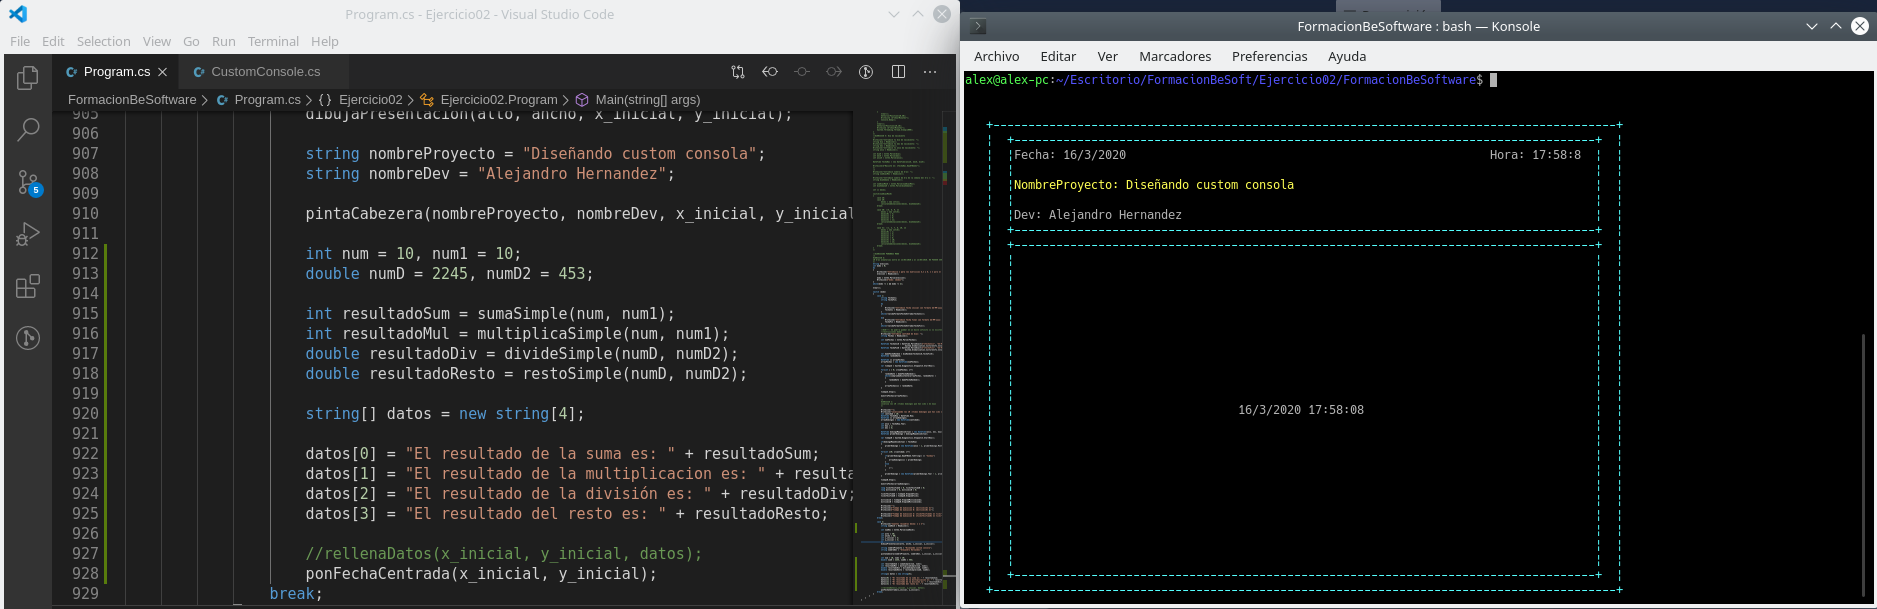 Program.cs - Ejercicio02 - Visual Studio Code
File Edit Selection View Go Run Terminal Help
Program.cs
CustomConsole.cs
FormacionBeSoftware > Program.cs > {} Ejercicio02 > Ejercicio02.Program > Main(string[] args)
905 dibujaPresentacion(alto, ancho, x_inicial, y_inicial);
906
907 string nombreProyecto = "Diseñando custom consola";
908 string nombreDev = "Alejandro Hernandez";
909
910 pintaCabezera(nombreProyecto, nombreDev, x_inicial, y_inicial
911
912 int num = 10, num1 = 10;
913 double numD = 2245, numD2 = 453;
914
915 int resultadoSum = sumaSimple(num, num1);
916 int resultadoMul = multiplicaSimple(num, num1);
917 double resultadoDiv = divideSimple(numD, numD2);
918 double resultadoResto = restoSimple(numD, numD2);
919
920 string[] datos = new string[4];
921
922 datos[0] = "El resultado de la suma es: " + resultadoSum;
923 datos[1] = "El resultado de la multiplicacion es: " + resulta
924 datos[2] = "El resultado de la división es: " + resultadoDiv;
925 datos[3] = "El resultado del resto es: " + resultadoResto;
926
927 //rellenaDatos(x_inicial, y_inicial, datos);
928 ponFechaCentrada(x_inicial, y_inicial);
929 break;
5
FormacionBeSoftware : bash — Konsole
Archivo Editar Ver Marcadores Preferencias Ayuda
alex@alex-pc:~/Escritorio/FormacionBeSoft/Ejercicio02/FormacionBeSoftware$
Fecha: 16/3/2020 Hora: 17:58:8
NombreProyecto: Diseñando custom consola
Dev: Alejandro Hernandez
16/3/2020 17:58:08